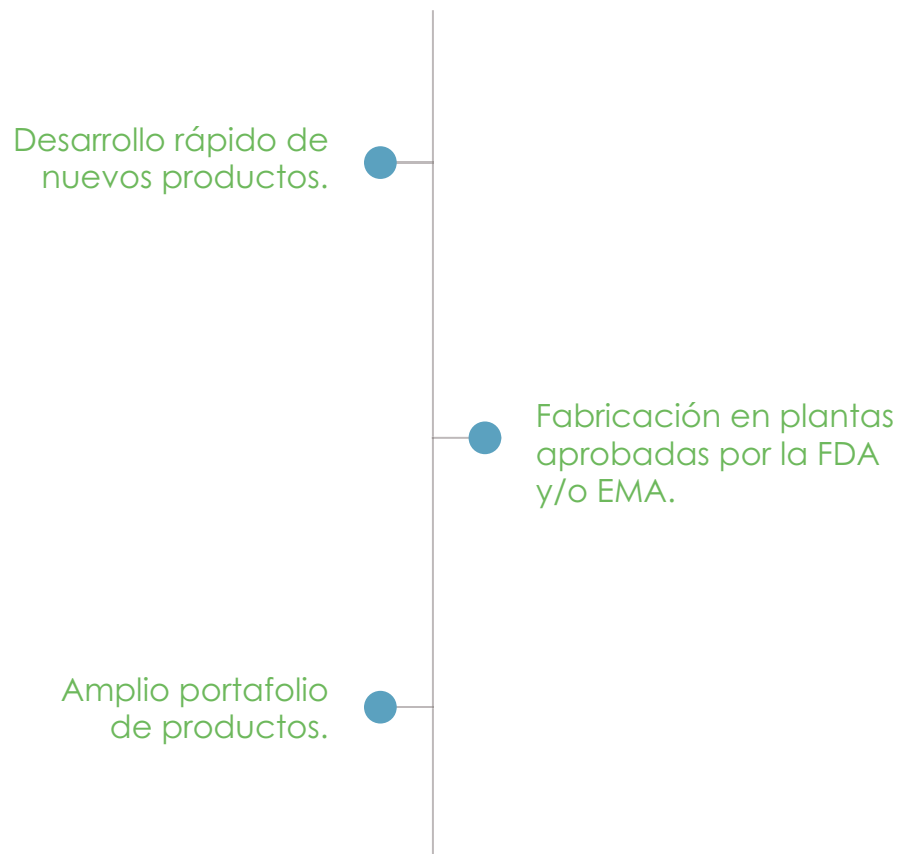 Desarrollo rápido de
nuevos productos.
Fabricación en plantas
aprobadas por la FDA
y/o EMA.
Amplio portafolio
de productos.